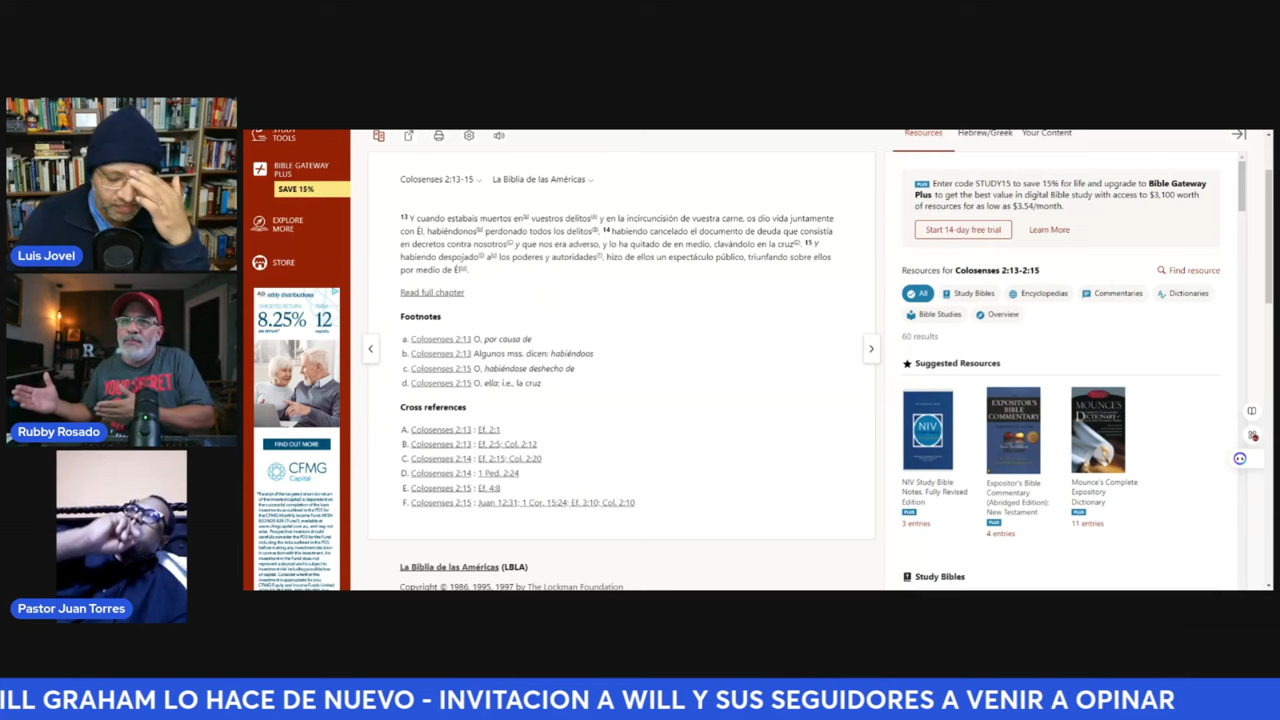 Luis Jovel
R
YOUR SECRET
Rubby Rosado
Pastor Juan Torres
STUDY
TOOLS
BIBLE GATEWAY
PLUS
SAVE 15%
EXPLORE
MORE
STORE
8.25% 12
FIND OUT MORE
CFMG
Capital
Colosenses 2:13-15 La Biblia de las Américas
13 Y cuando estabais muertos en[a] vuestros delitos(A) y en la incircuncisión de vuestra carne, os dio vida juntamente
con Él, habiéndonos[b] perdonado todos los delitos(B), 14 habiendo cancelado el documento de deuda que consistía
en decretos contra nosotros(C) y que nos era adverso, y lo ha quitado de en medio, clavándolo en la cruz(D). 15 Y
habiendo despojado[c] a(E) los poderes y autoridades(F), hizo de ellos un espectáculo público, triunfando sobre ellos
por medio de Él[d].
Read full chapter
Footnotes
a. Colosenses 2:13 O, por causa de
b. Colosenses 2:13 Algunos mss. dicen: habiéndoos
c. Colosenses 2:15 O, habiéndose deshecho de
d. Colosenses 2:15 O, ella; i.e., la cruz
Cross references
A. Colosenses 2:13 : Ef. 2:1
B. Colosenses 2:13 : Ef. 2:5; Col. 2:12
C. Colosenses 2:14 : Ef. 2:15; Col. 2:20
D. Colosenses 2:14 : 1 Ped. 2:24
E. Colosenses 2:15 : Ef. 4:8
F. Colosenses 2:15 : Juan 12:31; 1 Cor. 15:24; Ef. 3:10; Col. 2:10
La Biblia de las Américas (LBLA)
Copyright © 1986, 1995, 1997 by The Lockman Foundation
Resources Hebrew/Greek Your Content
PLUS Enter code STUDY15 to save 15% for life and upgrade to Bible Gateway
Plus to get the best value in digital Bible study with access to $3,100 worth
of resources for as low as $3.54/month.
Start 14-day free trial Learn More
Resources for Colosenses 2:13-2:15 Find resource
All Study Bibles Encyclopedias Commentaries Dictionaries
Bible Studies Overview
60 results
Suggested Resources
NIV
NIV Study Bible
Notes, Fully Revised
Edition
PLUS
3 entries
EXPOSITOR'S
BIBLE
COMMENTARY
Expositor's Bible
Commentary
(Abridged Edition):
New Testament
PLUS
4 entries
MOUNCE'S
DICTIONARY
Mounce's Complete
Expository
Dictionary
PLUS
11 entries
Study Bibles
ILL GRAHAM LO HACE DE NUEVO - INVITACION A WILL Y SUS SEGUIDORES A VENIR A OPINAR